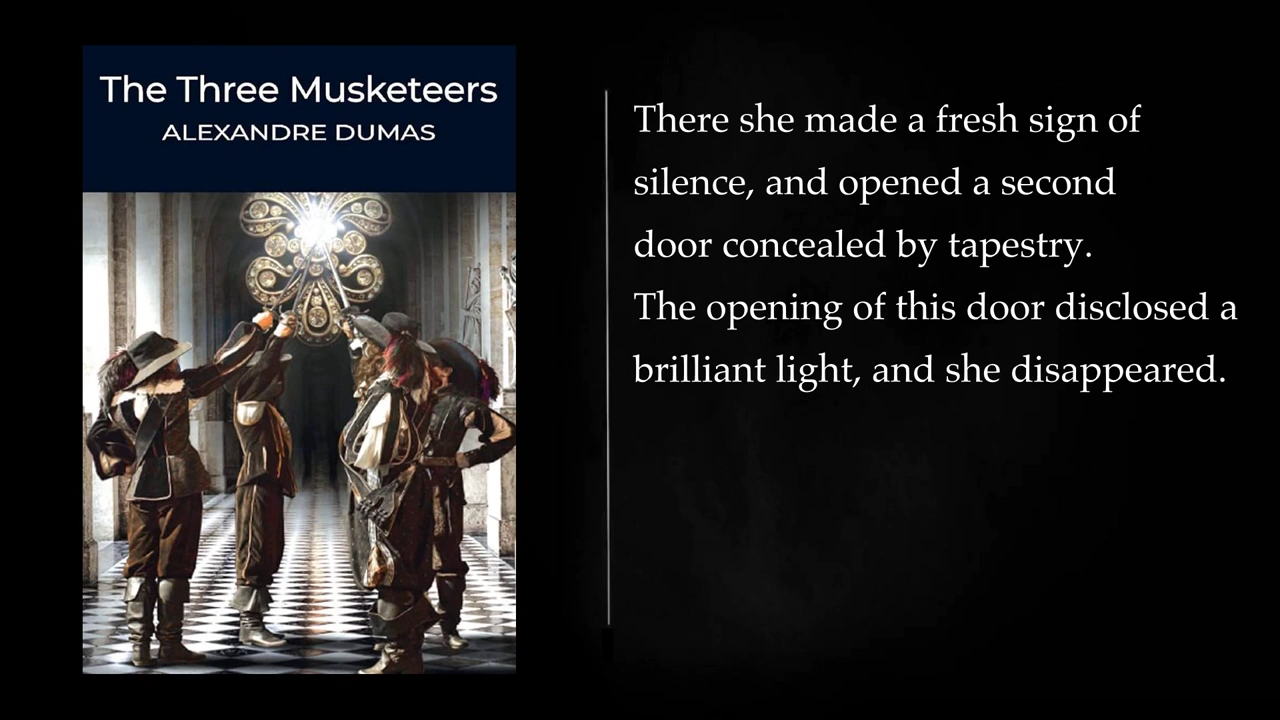 The Three Musketeers
ALEXANDRE DUMAS
There she made a fresh sign of
silence, and opened a second
door concealed by tapestry.
The opening of this door disclosed a
brilliant light, and she disappeared.